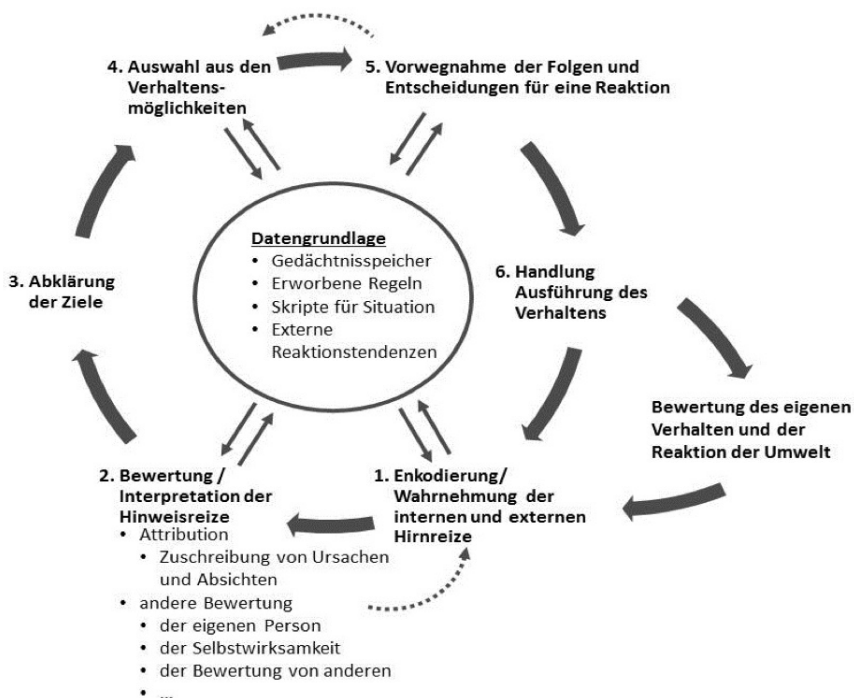 4. Auswahl aus den
Verhaltens-
möglichkeiten
5. Vorwegnahme der Folgen und
Entscheidungen für eine Reaktion
3. Abklärung
der Ziele
Datengrundlage
• Gedächtnisspeicher
• Erworbene Regeln
• Skripte für Situation
• Externe
Reaktionstendenzen
6. Handlung
Ausführung des
Verhaltens
Bewertung des eigenen
Verhalten und der
Reaktion der Umwelt
2. Bewertung /
Interpretation der
Hinweisreize
• Attribution
• Zuschreibung von Ursachen
und Absichten
• andere Bewertung
• der eigenen Person
• der Selbstwirksamkeit
• der Bewertung von anderen
• ...
1. Enkodierung/
Wahrnehmung der
internen und externen
Hirnreize